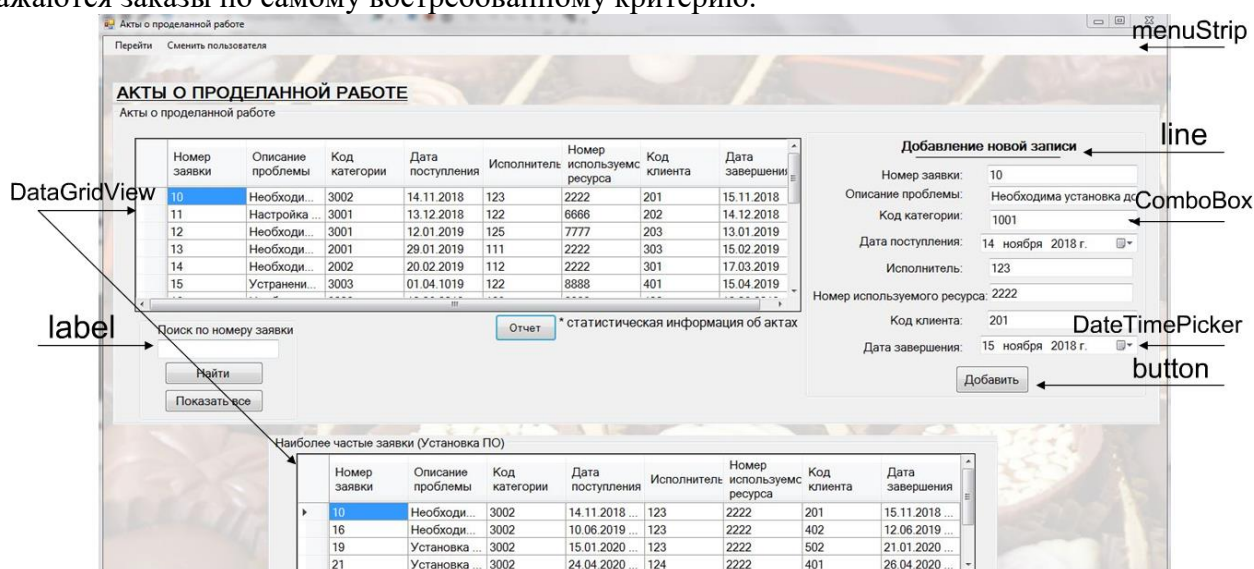 ажаются заказы по самому востребованному критерию.
Акты о проделанной работе
menuStrip
Перейти Сменить пользователя
АКТЫ О ПРОДЕЛАННОЙ РАБОТЕ
Акты о проделанной работе
line
Номер заявки Описание проблемы Код категории Дата поступления Исполнитель Номер используемс ресурса Код клиента Дата завершения
10 Необходи... 3002 14.11.2018 123 2222 201 15.11.2018
11 Настройка ... 3001 13.12.2018 122 6666 202 14.12.2018
12 Необходи... 3001 12.01.2019 125 7777 203 13.01.2019
13 Необходи... 2001 29.01.2019 111 2222 303 15.02.2019
14 Необходи... 2002 20.02.2019 112 2222 301 17.03.2019
15 Устранени... 3003 01.04.1019 122 8888 401 15.04.2019
DataGridView
Добавление новой записи
Номер заявки: 10
Описание проблемы: Необходима установка до
ComboBox
Код категории: 1001
Дата поступления: 14 ноября 2018 г.
Исполнитель: 123
Номер используемого ресурса: 2222
Код клиента: 201
DateTimePicker
Дата завершения: 15 ноября 2018 г.
button
Добавить
Отчет * статистическая информация об актах
label
Поиск по номеру заявки
Найти
Показать все
Наиболее частые заявки (Установка ПО)
Номер заявки Описание проблемы Код категории Дата поступления Исполнитель Номер используемс ресурса Код клиента Дата завершения
10 Необходи... 3002 14.11.2018 ... 123 2222 201 15.11.2018 ...
16 Необходи... 3002 10.06.2019 ... 123 2222 402 12.06.2019 ...
19 Установка ... 3002 15.01.2020 ... 123 2222 502 21.01.2020 ...
21 Установка ... 3002 24.04.2020 ... 124 2222 401 26.04.2020 ...